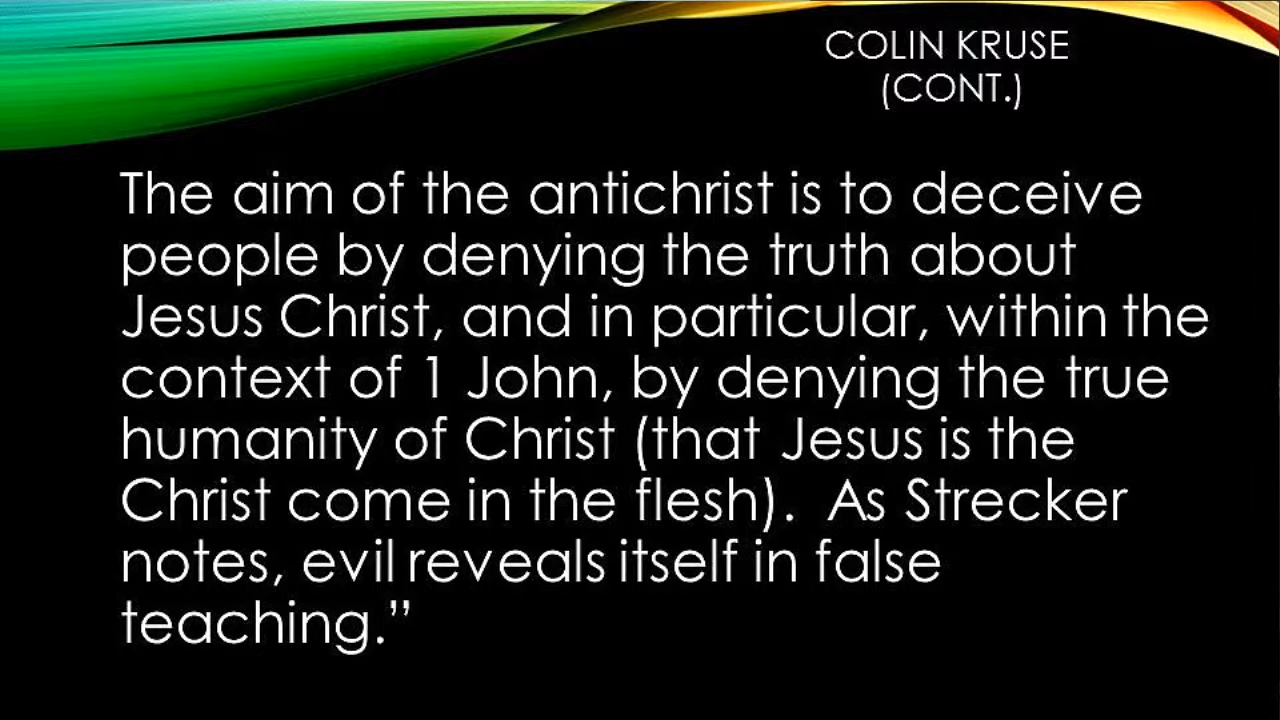 COLIN KRUSE
(CONT.)
The aim of the antichrist is to deceive
people by denying the truth about
Jesus Christ, and in particular, within the
context of 1 John, by denying the true
humanity of Christ (that Jesus is the
Christ come in the flesh).  As Strecker
notes, evil reveals itself in false
teaching.”